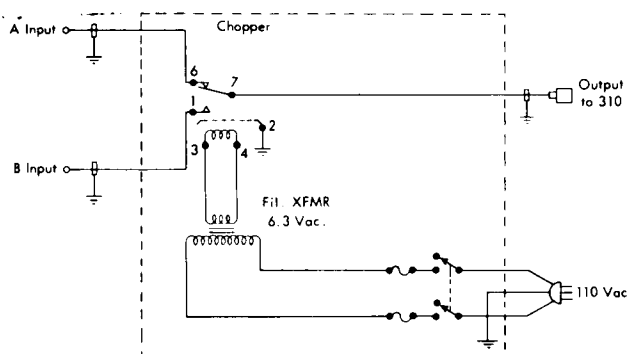 A Input
Chopper
6
7
Output
to 310
1
2
3
4
B Input
Fil. XFMR
6.3 Vac.
110 Vac